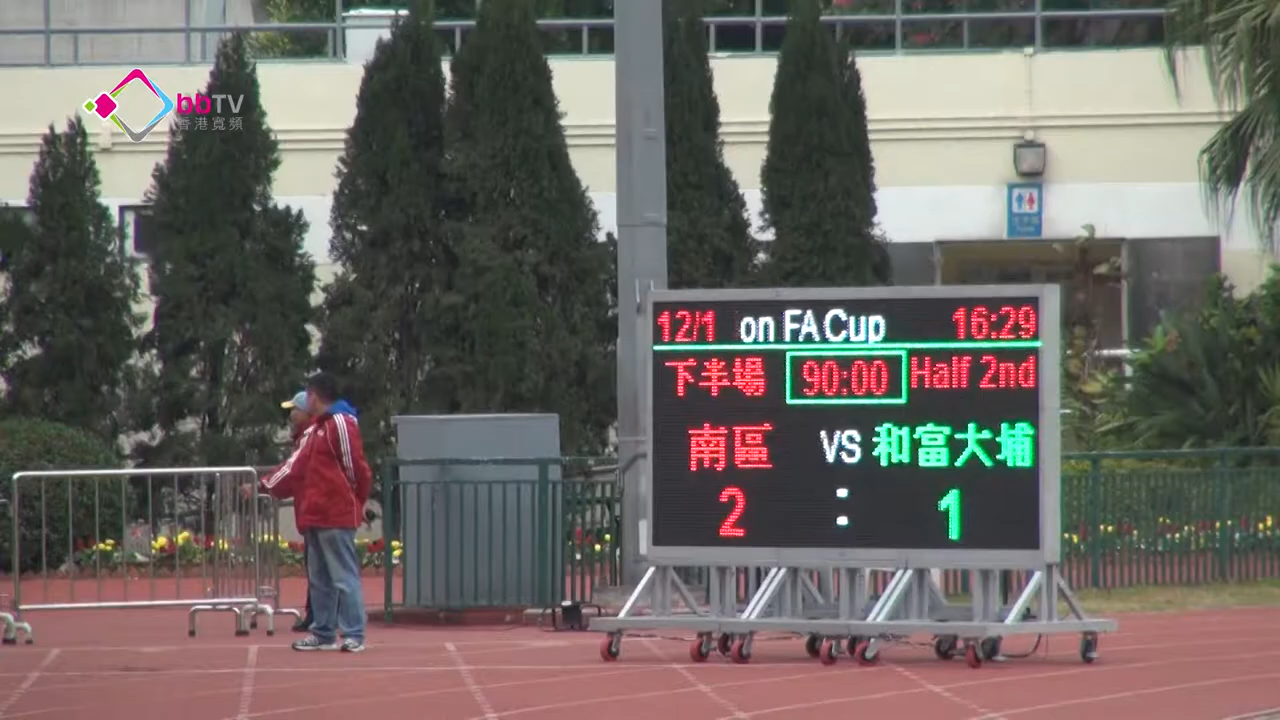 bbTV
香港寬頻
12/1 on FA Cup 16:29
下半場 90:00 Half 2nd
南區 VS 和富大埔
2 : 1